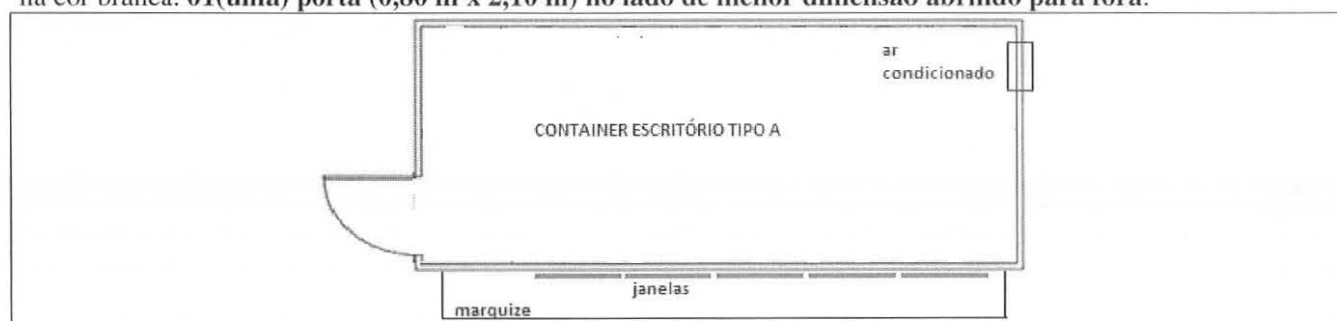 na cor branca. 01(uma) porta (0,80 m x 2,10 m) no lado de menor dimensão abrindo para fora.
ar
condicionado
CONTAINER ESCRITÓRIO TIPO A
janelas
marquize